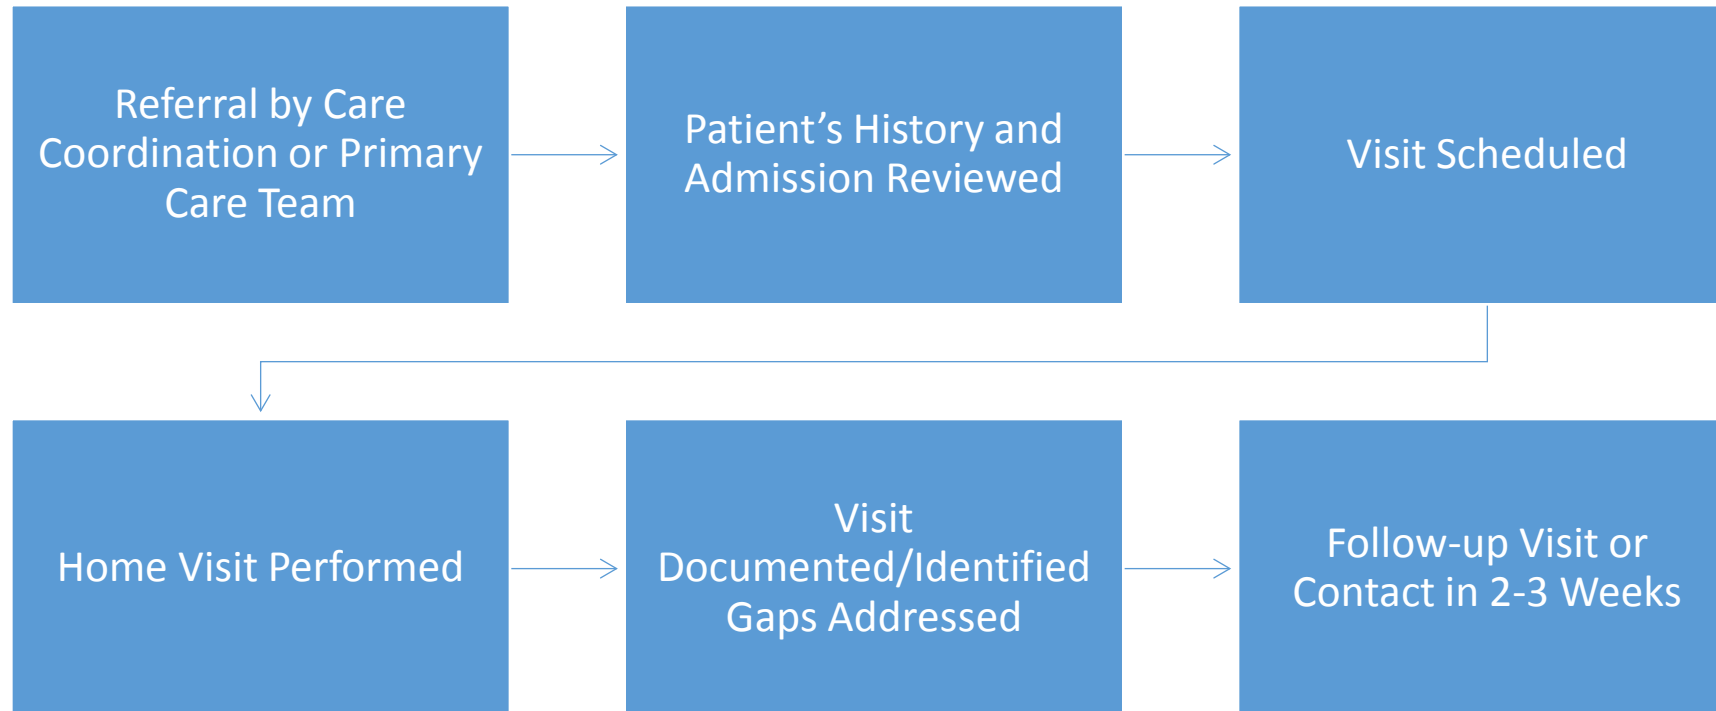 Referral by Care
Coordination or Primary
Care Team
Patient’s History and
Admission Reviewed
Visit Scheduled
Home Visit Performed
Visit
Documented/Identified
Gaps Addressed
Follow-up Visit or
Contact in 2-3 Weeks